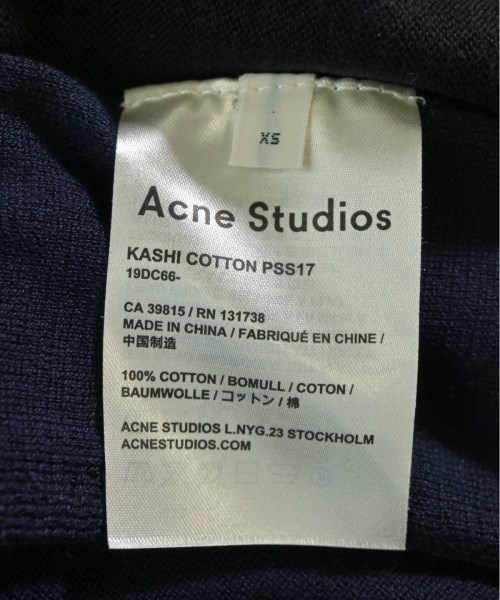 XS
Acne Studios
KASHI COTTON PSS17
19DC66-
CA 39815 / RN 131738
MADE IN CHINA / FABRIQUÉ EN CHINE /
中国制造
100% COTTON / BOMULL / COTON /
BAUMWOLLE / コットン / 棉
ACNE STUDIOS L.NYG.23 STOCKHOLM
ACNESTUDIOS.COM